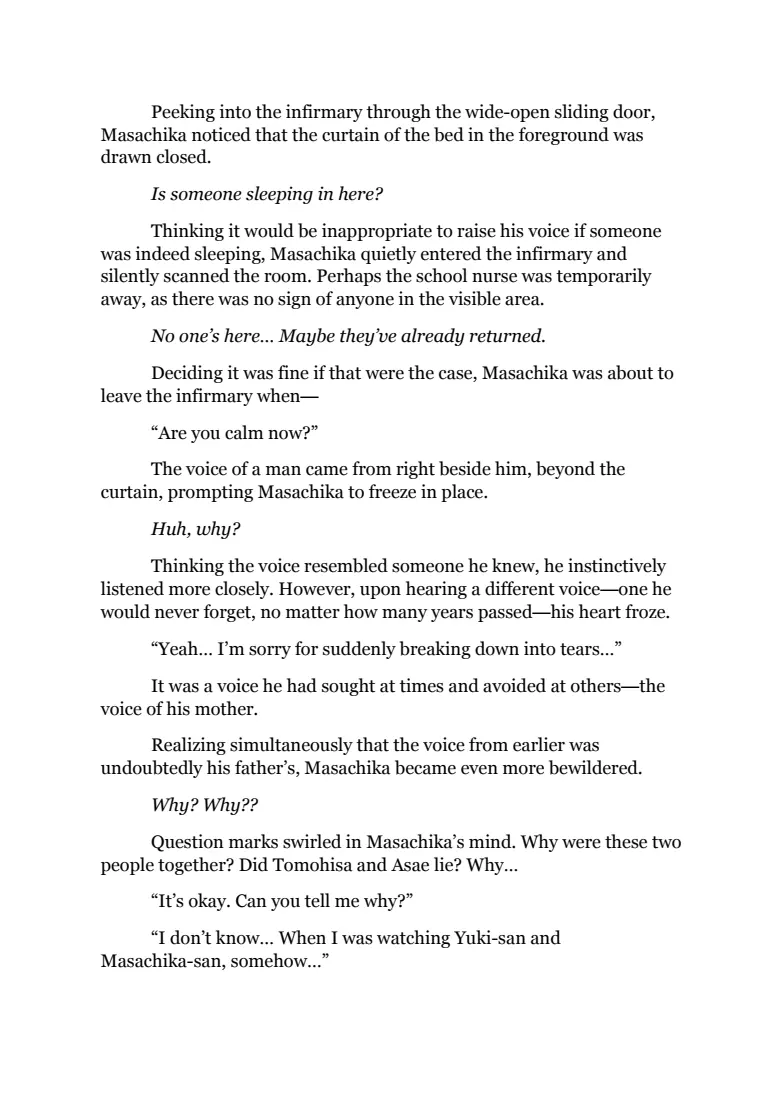 Peeking into the infirmary through the wide-open sliding door,
Masachika noticed that the curtain of the bed in the foreground was
drawn closed.
Is someone sleeping in here?
Thinking it would be inappropriate to raise his voice if someone
was indeed sleeping, Masachika quietly entered the infirmary and
silently scanned the room. Perhaps the school nurse was temporarily
away, as there was no sign of anyone in the visible area.
No one’s here... Maybe they’ve already returned.
Deciding it was fine if that were the case, Masachika was about to
leave the infirmary when—
“Are you calm now?”
The voice of a man came from right beside him, beyond the
curtain, prompting Masachika to freeze in place.
Huh, why?
Thinking the voice resembled someone he knew, he instinctively
listened more closely. However, upon hearing a different voice—one he
would never forget, no matter how many years passed—his heart froze.
“Yeah... I’m sorry for suddenly breaking down into tears...”
It was a voice he had sought at times and avoided at others—the
voice of his mother.
Realizing simultaneously that the voice from earlier was
undoubtedly his father’s, Masachika became even more bewildered.
Why? Why??
Question marks swirled in Masachika’s mind. Why were these two
people together? Did Tomohisa and Asae lie? Why...
“It’s okay. Can you tell me why?”
“I don’t know... When I was watching Yuki-san and
Masachika-san, somehow...”